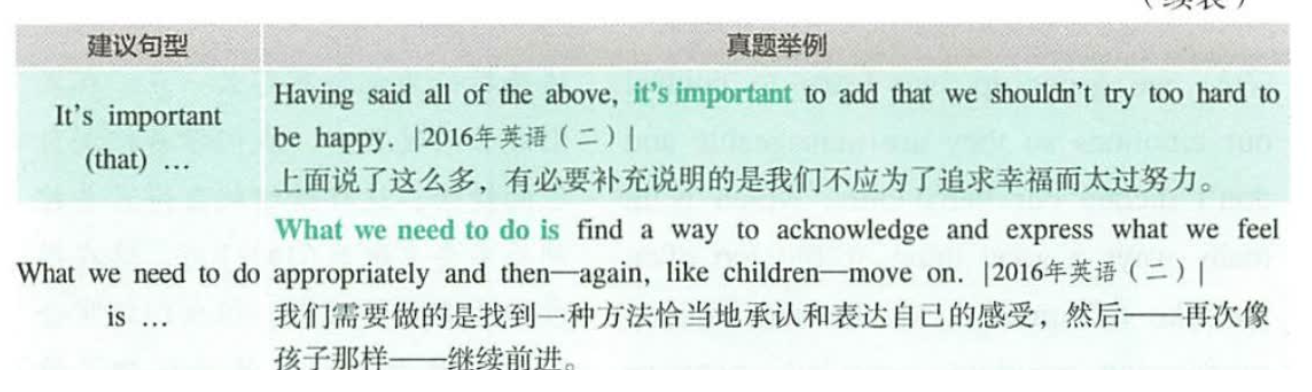 （续表）
建议句型 真题举例
It's important
(that) …
Having said all of the above, it's important to add that we shouldn't try too hard to
be happy. |2016年英语（二）|
上面说了这么多，有必要补充说明的是我们不应为了追求幸福而太过努力。
What we need to do
is …
What we need to do is find a way to acknowledge and express what we feel
appropriately and then—again, like children—move on. |2016年英语（二）|
我们需要做的是找到一种方法恰当地承认和表达自己的感受，然后——再次像
孩子那样——继续前进。